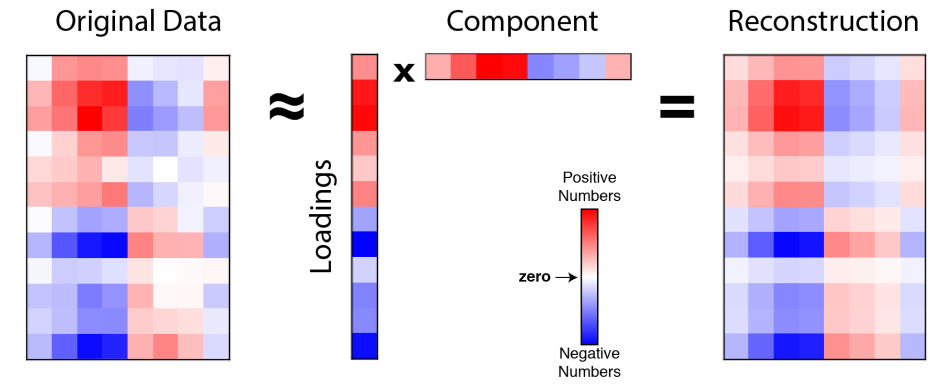 Original Data
Component
Reconstruction
≈
x
=
Loadings
Positive
Numbers
zero
Negative
Numbers